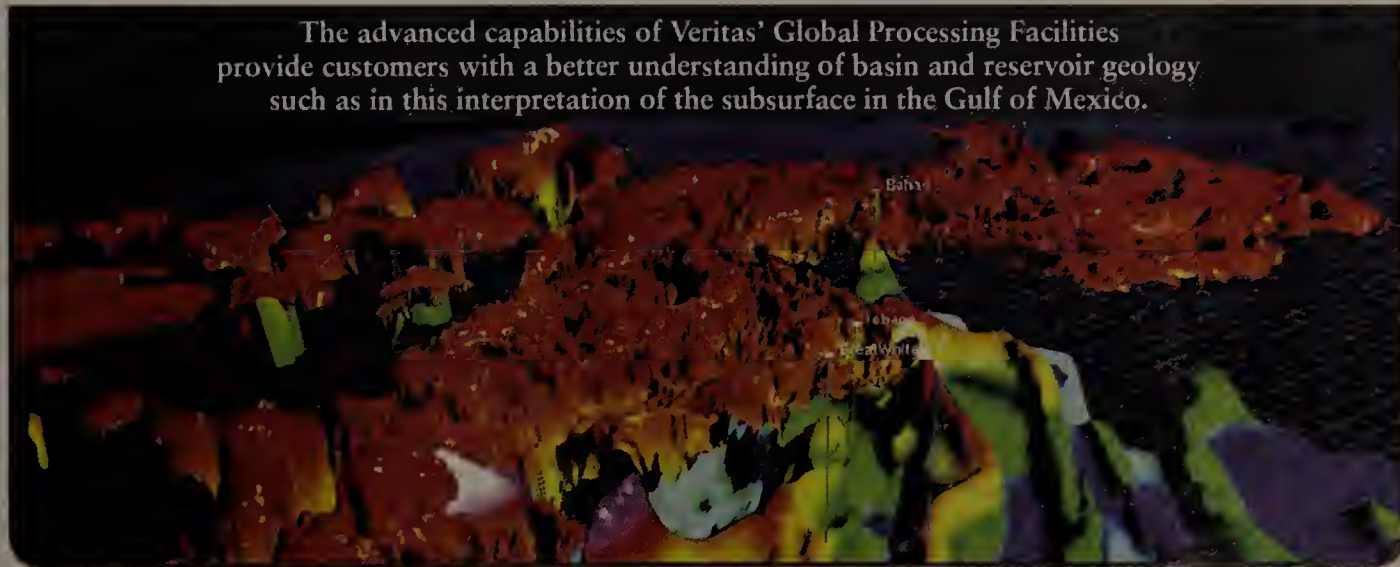 The advanced capabilities of Veritas’ Global Processing Facilities
provide customers with a better understanding of basin and reservoir geology
such as in this interpretation of the subsurface in the Gulf of Mexico.
Baha